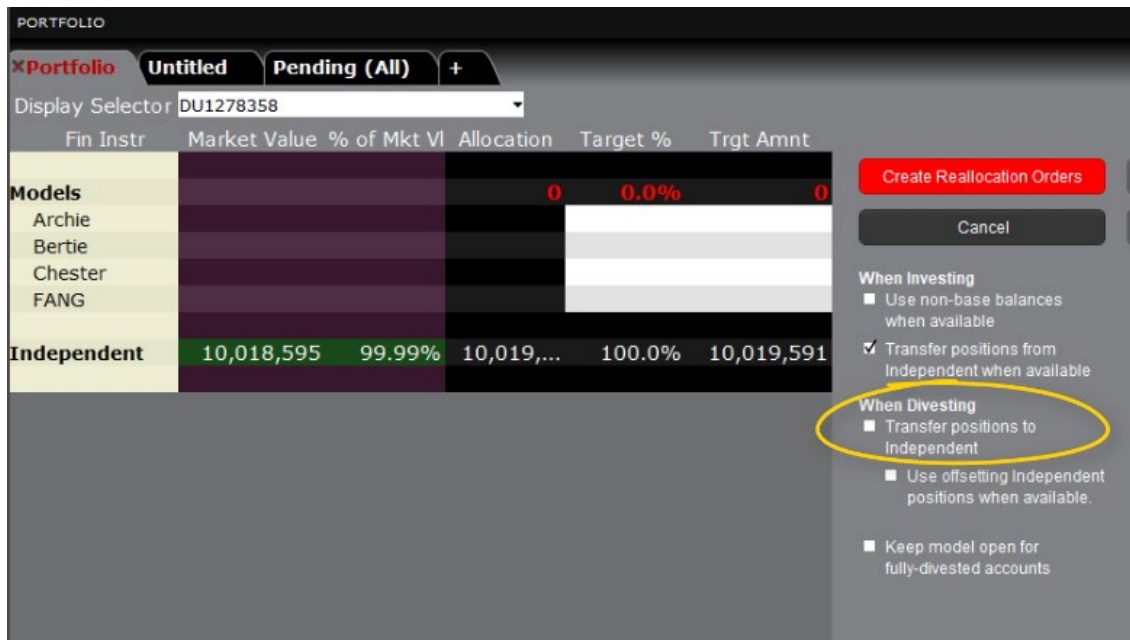 PORTFOLIO
Portfolio Untitled Pending (All) +
Display Selector DU1278358
Fin Instr Market Value % of Mkt Vl Allocation Target % Trgt Amnt
Models 0 0.0% 0
Archie
Bertie
Chester
FANG
Independent 10,018,595 99.99% 10,019,... 100.0% 10,019,591
Create Reallocation Orders
Cancel
When Investing
Use non-base balances
when available
Transfer positions from
Independent when available
When Divesting
Transfer positions to
Independent
Use offsetting Independent
positions when available.
Keep model open for
fully-divested accounts